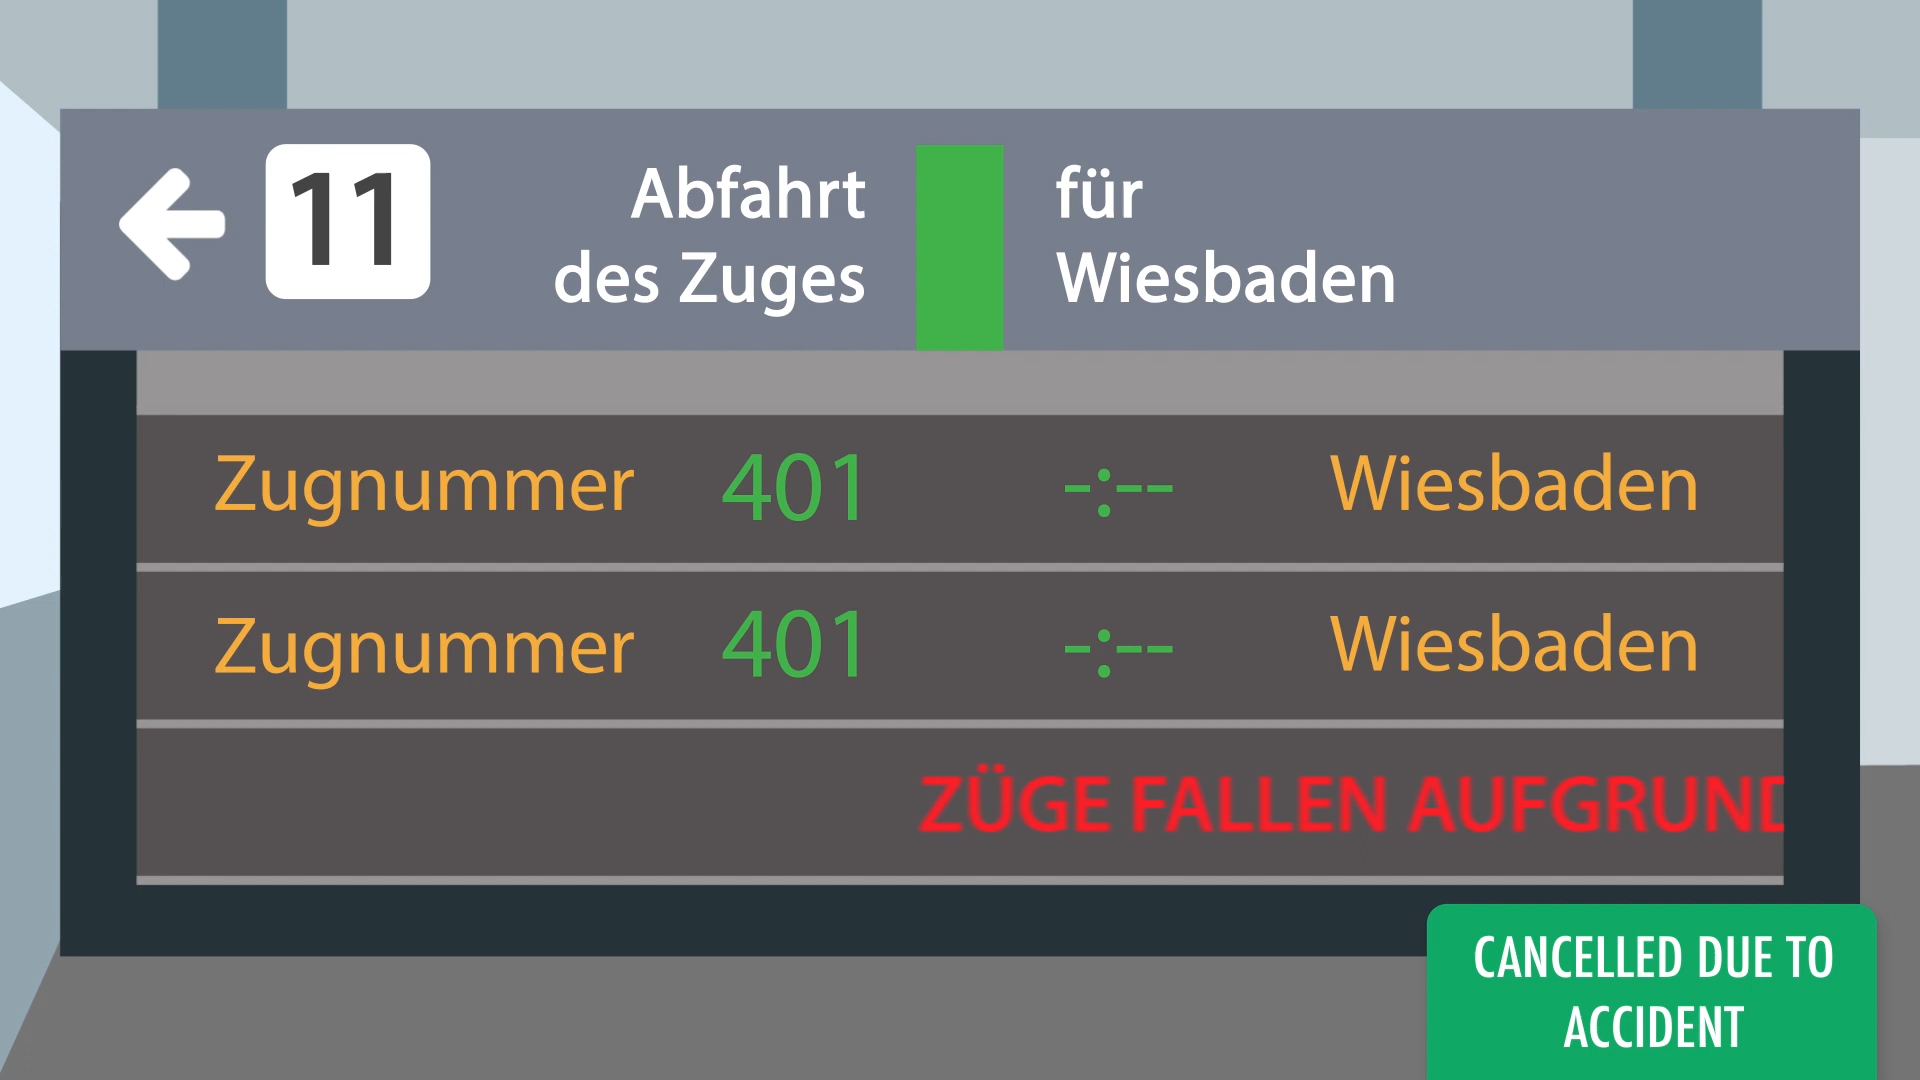 11
Abfahrt
des Zuges
für
Wiesbaden
Zugnummer 401 -:-- Wiesbaden
Zugnummer 401 -:-- Wiesbaden
ZÜGE FALLEN AUFGRUND
CANCELLED DUE TO
ACCIDENT